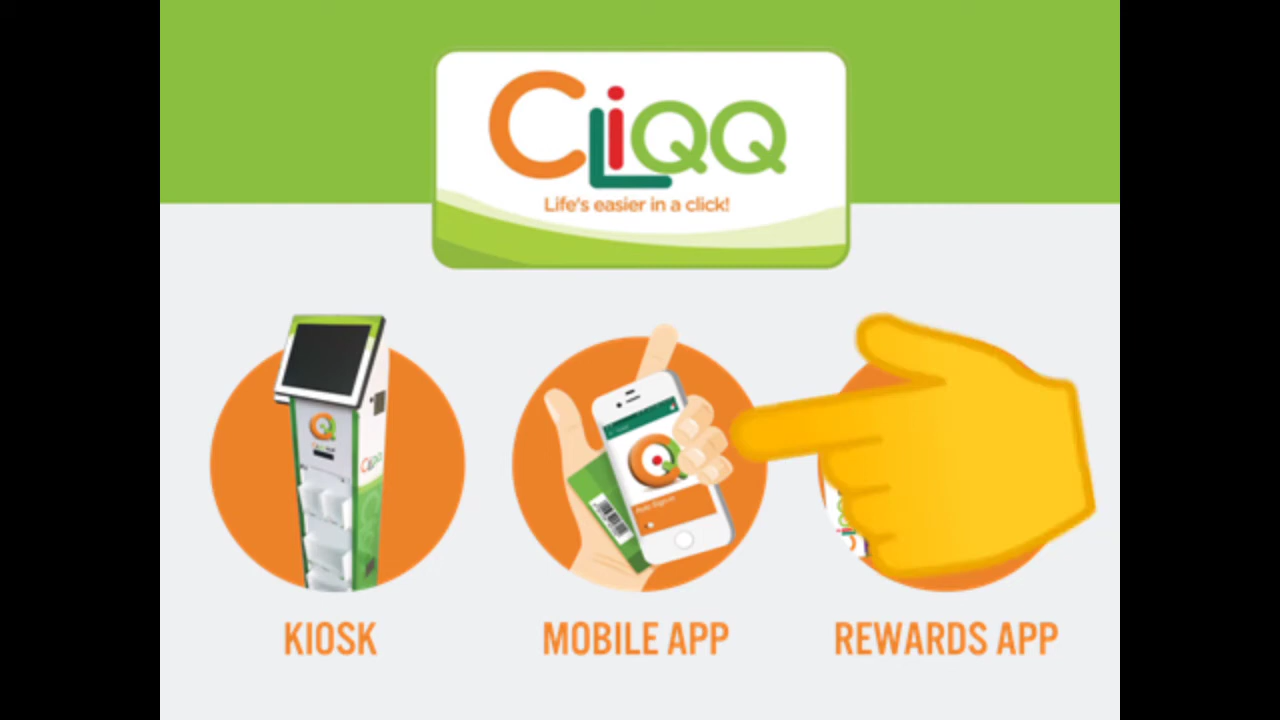 CLiQQ
Life's easier in a click!
KIOSK
MOBILE APP
REWARDS APP